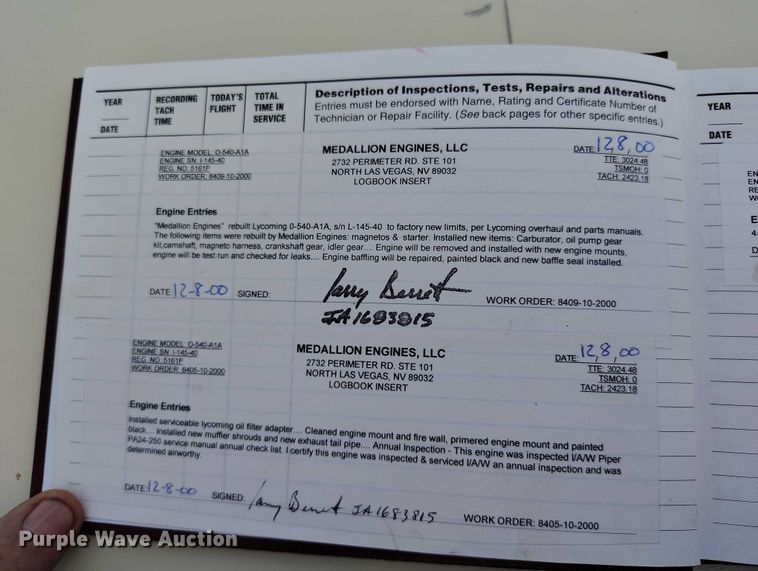 YEAR
DATE
RECORDING
TACH
TIME
TODAY'S
FLIGHT
TOTAL
TIME IN
SERVICE
Description of Inspections, Tests, Repairs and Alterations
Entries must be endorsed with Name, Rating and Certificate Number of
Technician or Repair Facility. (See back pages for other specific entries.)
ENGINE MODEL: O-540-A1A
ENGINE SN: I-145-40
REG. NO. 5161P
WORK ORDER: 8409-10-2000
MEDALLION ENGINES, LLC
2732 PERIMETER RD. STE 101
NORTH LAS VEGAS, NV 89032
LOGBOOK INSERT
DATE 12,8,00
TTE: 3024.48
TSMOH: 0
TACH: 2423.18
Engine Entries
"Medallion Engines" rebuilt Lycoming 0-540-A1A, s/n L-145-40 to factory new limits, per Lycoming overhaul and parts manuals.
The following items were rebuilt by Medallion Engines: magnetos & starter. Installed new items: Carburator, oil pump gear
kit,camshaft, magneto harness, crankshaft gear, idler gear.... Engine will be removed and installed with new engine mounts,
engine will be test run and checked for leaks.... Engine baffling will be repaired, painted black and new baffle seal installed.
DATE 12-8-00 SIGNED: Larry Barrett WORK ORDER: 8409-10-2000
IA1683815
ENGINE MODEL: O-540-A1A
ENGINE SN: I-145-40
REG. NO. 5161P
WORK ORDER: 8405-10-2000
MEDALLION ENGINES, LLC
2732 PERIMETER RD. STE 101
NORTH LAS VEGAS, NV 89032
LOGBOOK INSERT
DATE: 12,8,00
TTE: 3024.48
TSMOH: 0
TACH: 2423.18
Engine Entries
Installed serviceable lycoming oil filter adapter.... Cleaned engine mount and fire wall, primered engine mount and painted
black.... Installed new muffler shrouds and new exhaust tail pipe.... Annual Inspection - This engine was inspected I/A/W Piper
PA24-250 service manual annual check list. I certify this engine was inspected & serviced I/A/W an annual inspection and was
determined airworthy.
DATE: 12-8-00 SIGNED: Larry Barrett IA1683815 WORK ORDER: 8405-10-2000
YEAR
DATE
Purple Wave Auction